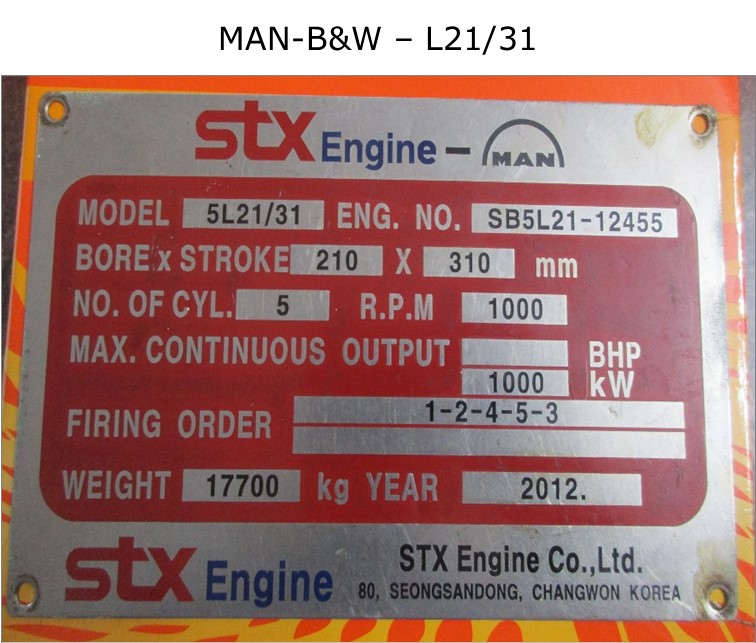 MAN-B&W – L21/31
STX Engine – MAN
MODEL 5L21/31 ENG. NO. SB5L21-12455
BORE x STROKE 210 X 310 mm
NO. OF CYL. 5 R.P.M 1000
MAX. CONTINUOUS OUTPUT BHP
1000 kW
FIRING ORDER 1-2-4-5-3
WEIGHT 17700 kg YEAR 2012.
STX Engine STX Engine Co.,Ltd.
80, SEONGSANDONG, CHANGWON KOREA